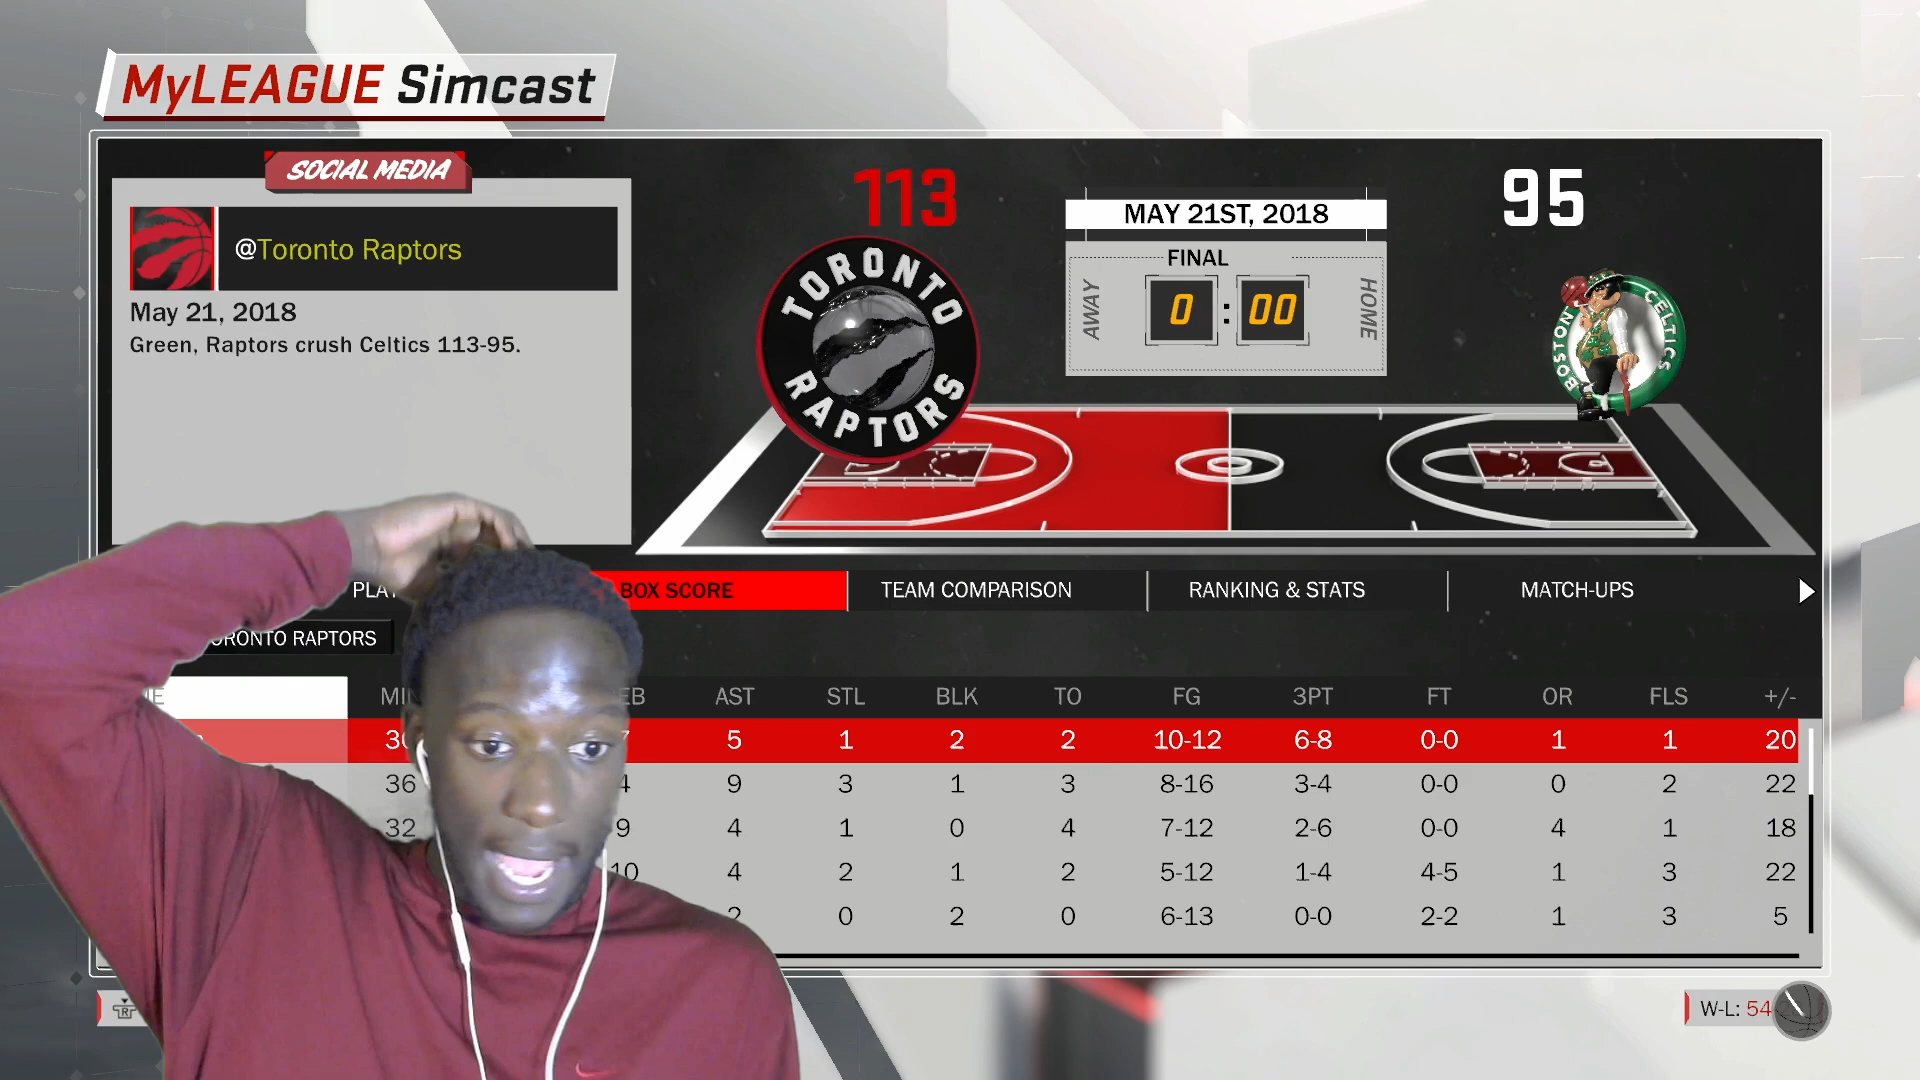 MyLEAGUE Simcast
SOCIAL MEDIA
@Toronto Raptors
May 21, 2018
Green, Raptors crush Celtics 113-95.
113
TORONTO RAPTORS
MAY 21ST, 2018
FINAL
AWAY
0 : 00
HOME
95
BOSTON CELTICS
BOX SCORE
TEAM COMPARISON
RANKING & STATS
MATCH-UPS
RAPTORS
AST STL BLK TO FG 3PT FT OR FLS +/-
5 1 2 2 10-12 6-8 0-0 1 1 20
36 4 9 3 1 3 8-16 3-4 0-0 0 2 22
32 9 4 1 0 4 7-12 2-6 0-0 4 1 18
10 4 2 1 2 5-12 1-4 4-5 1 3 22
2 0 2 0 6-13 0-0 2-2 1 3 5
R
W-L: 54